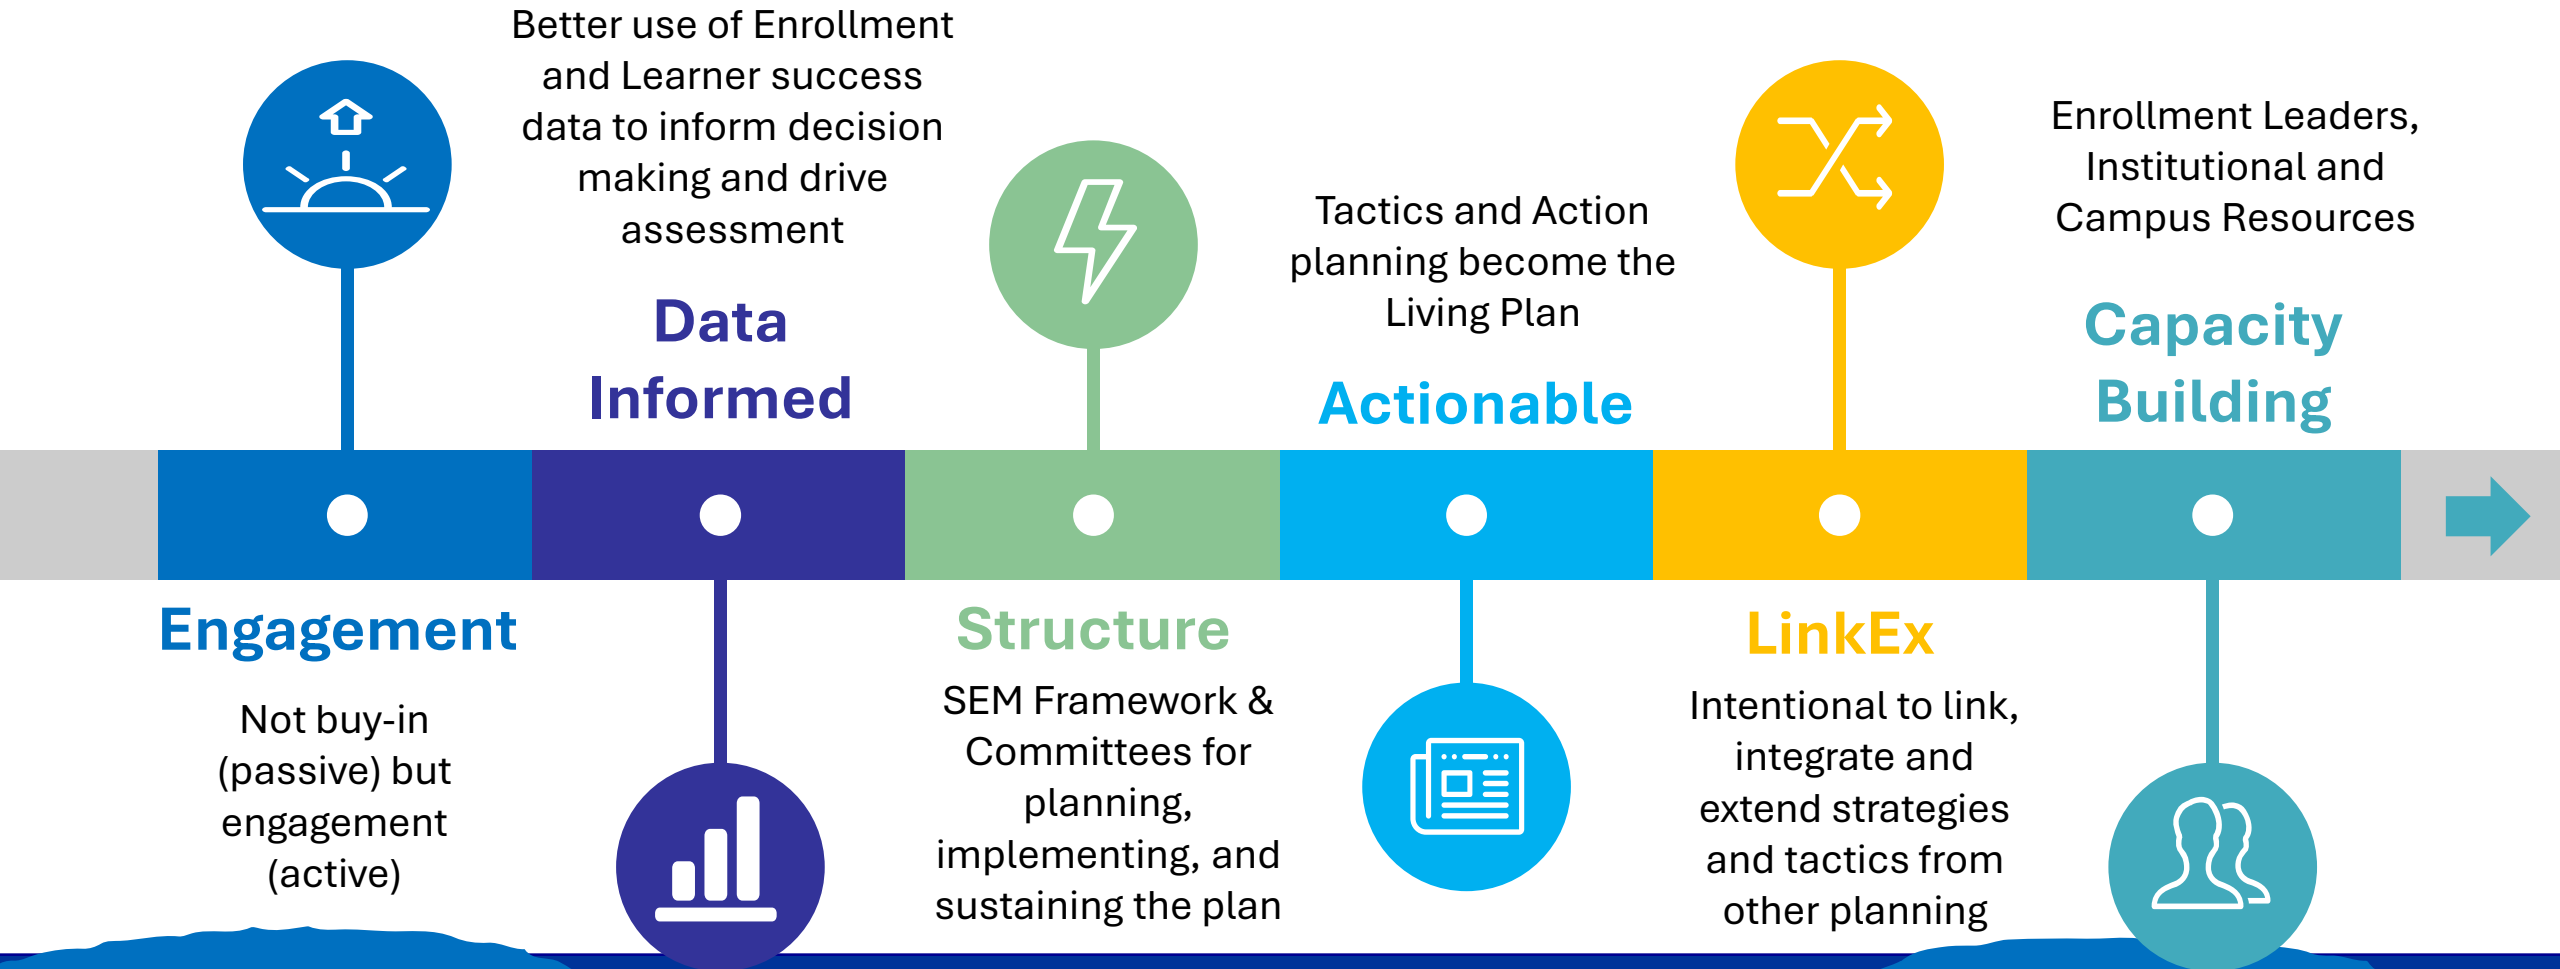 Engagement
Not buy-in
(passive) but
engagement
(active)
Better use of Enrollment
and Learner success
data to inform decision
making and drive
assessment
Data
Informed
Structure
SEM Framework &
Committees for
planning,
implementing, and
sustaining the plan
Tactics and Action
planning become the
Living Plan
Actionable
LinkEx
Intentional to link,
integrate and
extend strategies
and tactics from
other planning
Enrollment Leaders,
Institutional and
Campus Resources
Capacity
Building